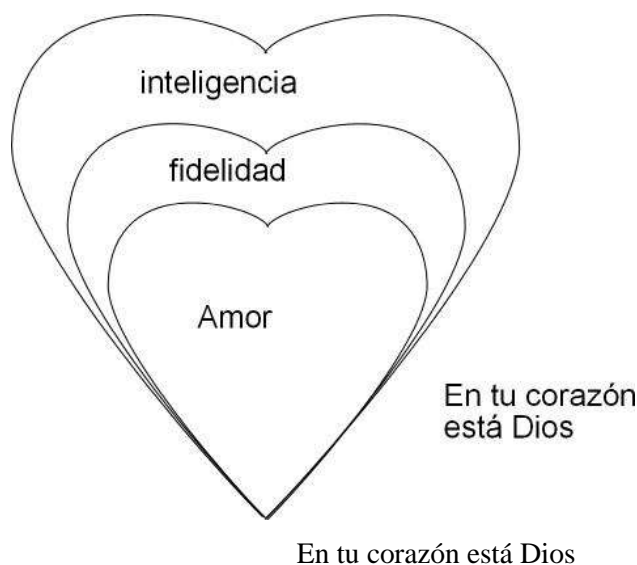 inteligencia
fidelidad
Amor
En tu corazón
está Dios
En tu corazón está Dios